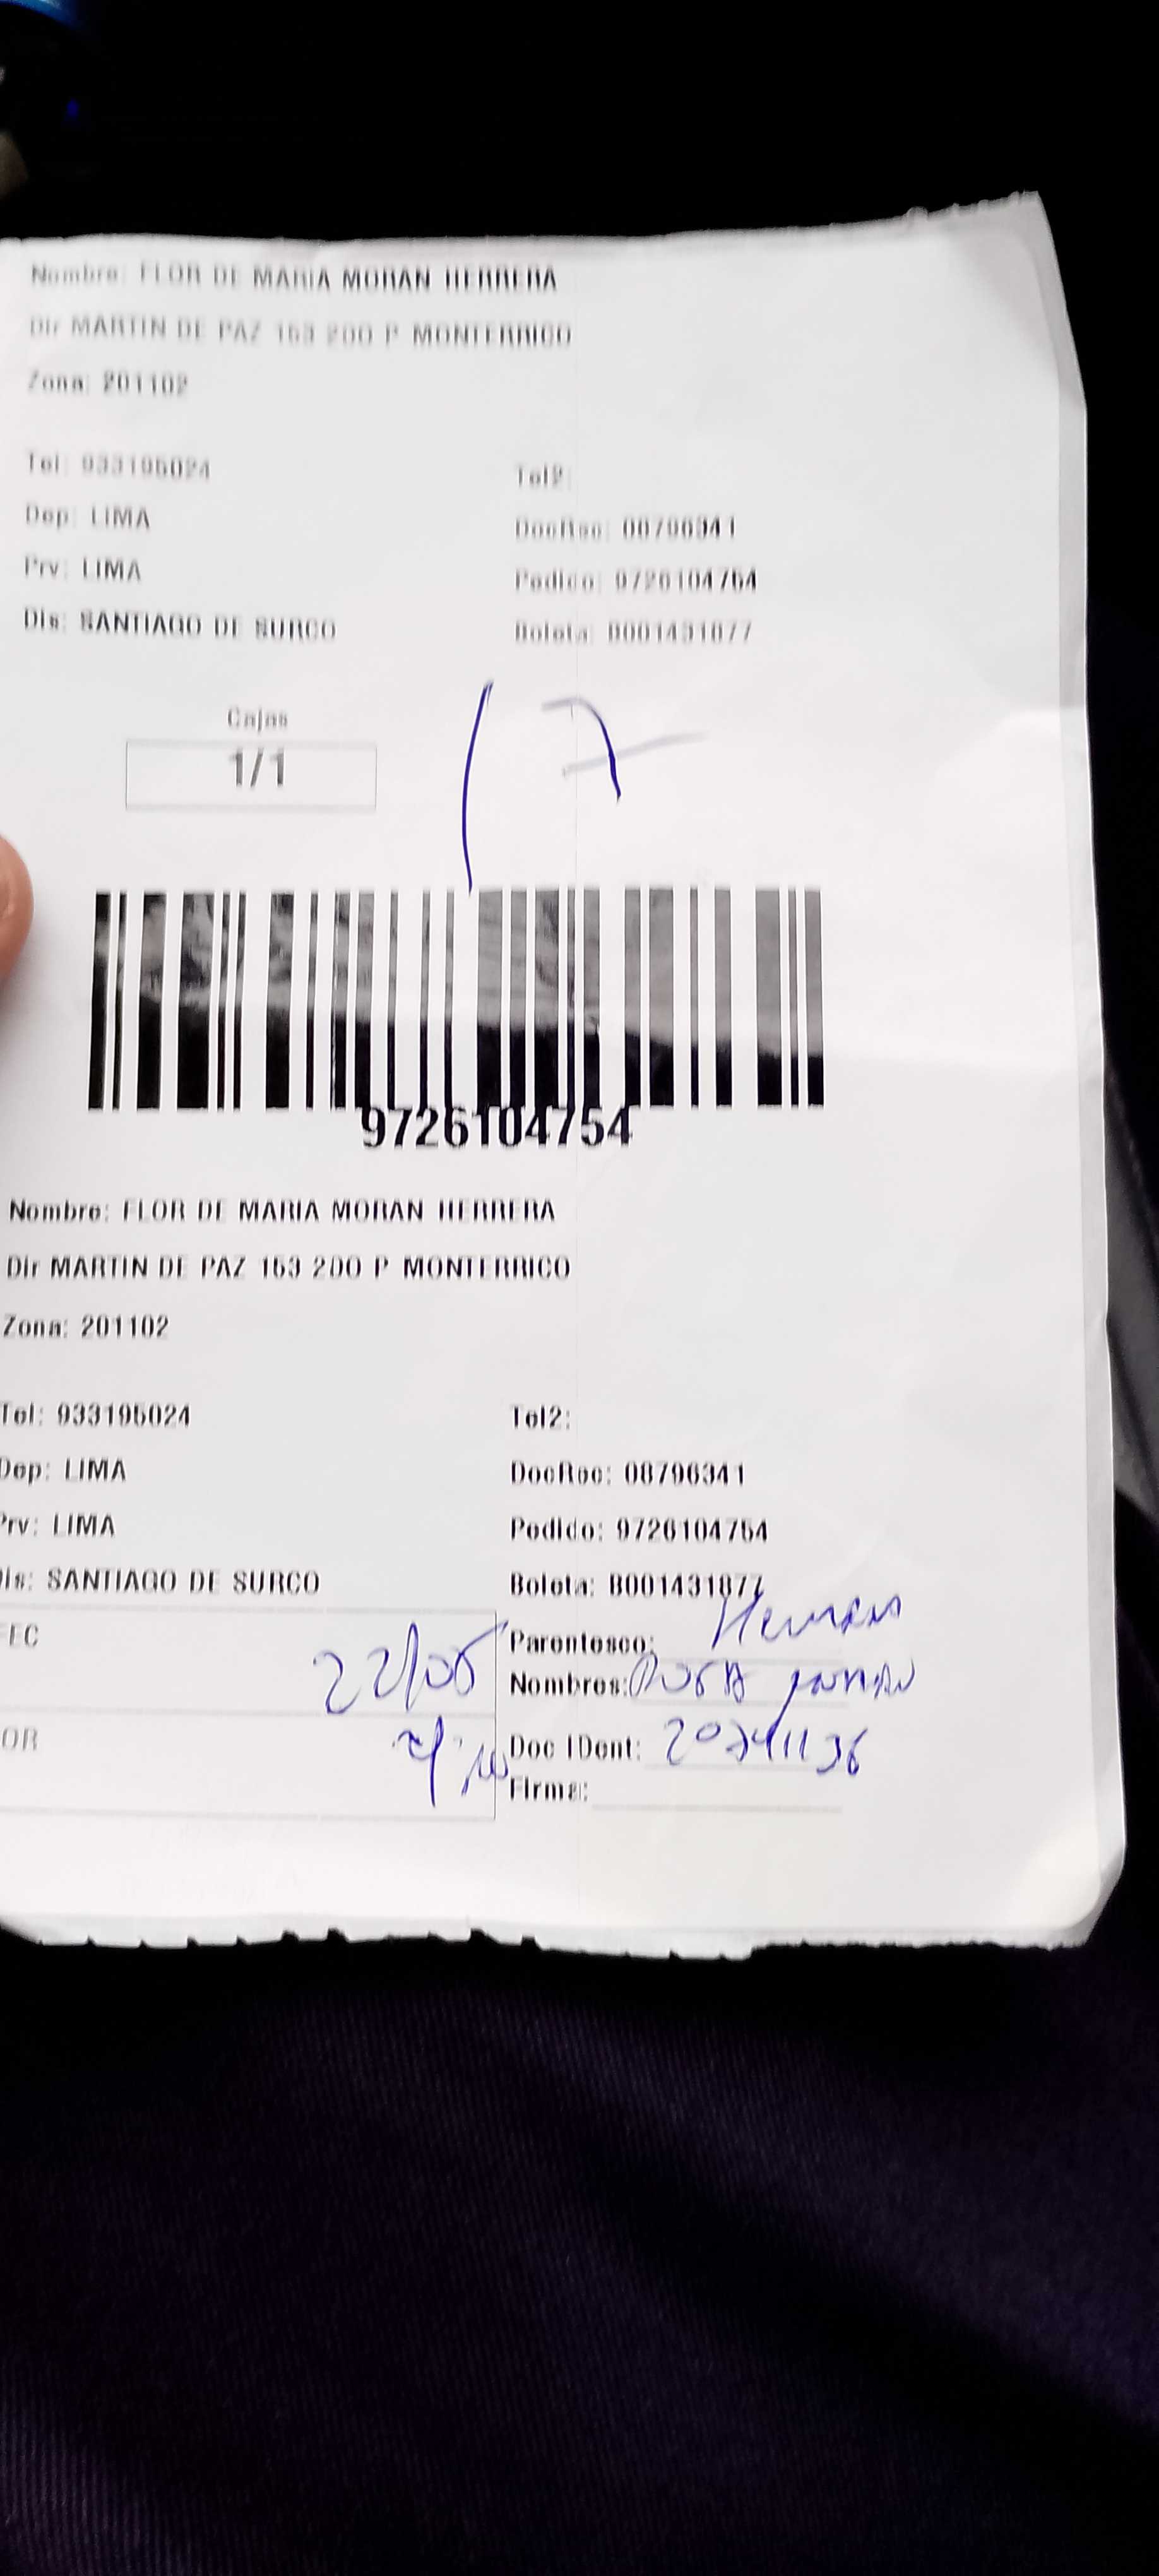 Nombre: FLOR DE MARIA MORAN HERRERA
Dir MARTIN DE PAZ 153 200 P MONTERRICO
Zona: 201102
Tel: 933195024 Tel2:
Dep: LIMA DocRec: 08796341
Prv: LIMA Pedido: 9726104754
Dis: SANTIAGO DE SURCO Boleta: B001431877
Cajas
1/1
17
9726104754
Nombre: FLOR DE MARIA MORAN HERRERA
Dir MARTIN DE PAZ 153 200 P MONTERRICO
Zona: 201102
Tel: 933195024 Tel2:
Dep: LIMA DocRec: 08796341
Prv: LIMA Pedido: 9726104754
Dis: SANTIAGO DE SURCO Boleta: B001431877
FEC 22/05 Parentesco:
Nombres: ROSA
OR Doc IDent:
Firma: